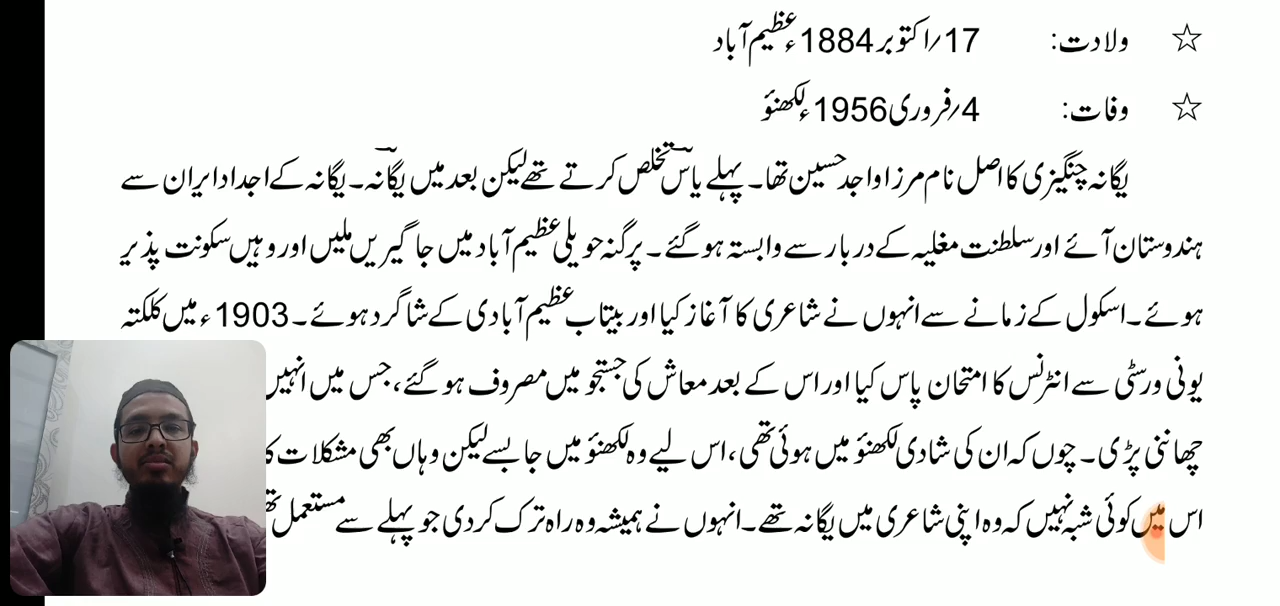 ☆ ولادت: 17؍اکتوبر 1884ء عظیم آباد
☆ وفات: 4؍فروری 1956ء لکھنؤ
یگانہ چنگیزی کا اصل نام مرزا واجد حسین تھا۔ پہلے یاسؔ تخلص کرتے تھے لیکن بعد میں یگانہؔ۔ یگانہ کے اجداد ایران سے
ہندوستان آئے اور سلطنت مغلیہ کے دربار سے وابستہ ہو گئے۔ پرگنہ حویلی عظیم آباد میں جاگیریں ملیں اور وہیں سکونت پذیر
ہوئے۔ اسکول کے زمانے سے انہوں نے شاعری کا آغاز کیا اور بیتاب عظیم آبادی کے شاگرد ہوئے۔ 1903ء میں کلکتہ
یونی ورسٹی سے انٹرنس کا امتحان پاس کیا اور اس کے بعد معاش کی جستجو میں مصروف ہو گئے، جس میں انہیں
چھاننی پڑی۔ چوں کہ ان کی شادی لکھنؤ میں ہوئی تھی، اس لیے وہ لکھنؤ میں جا بسے لیکن وہاں بھی مشکلات کا
اس میں کوئی شبہ نہیں کہ وہ اپنی شاعری میں یگانہ تھے۔ انہوں نے ہمیشہ وہ راہ ترک کر دی جو پہلے سے مستعمل